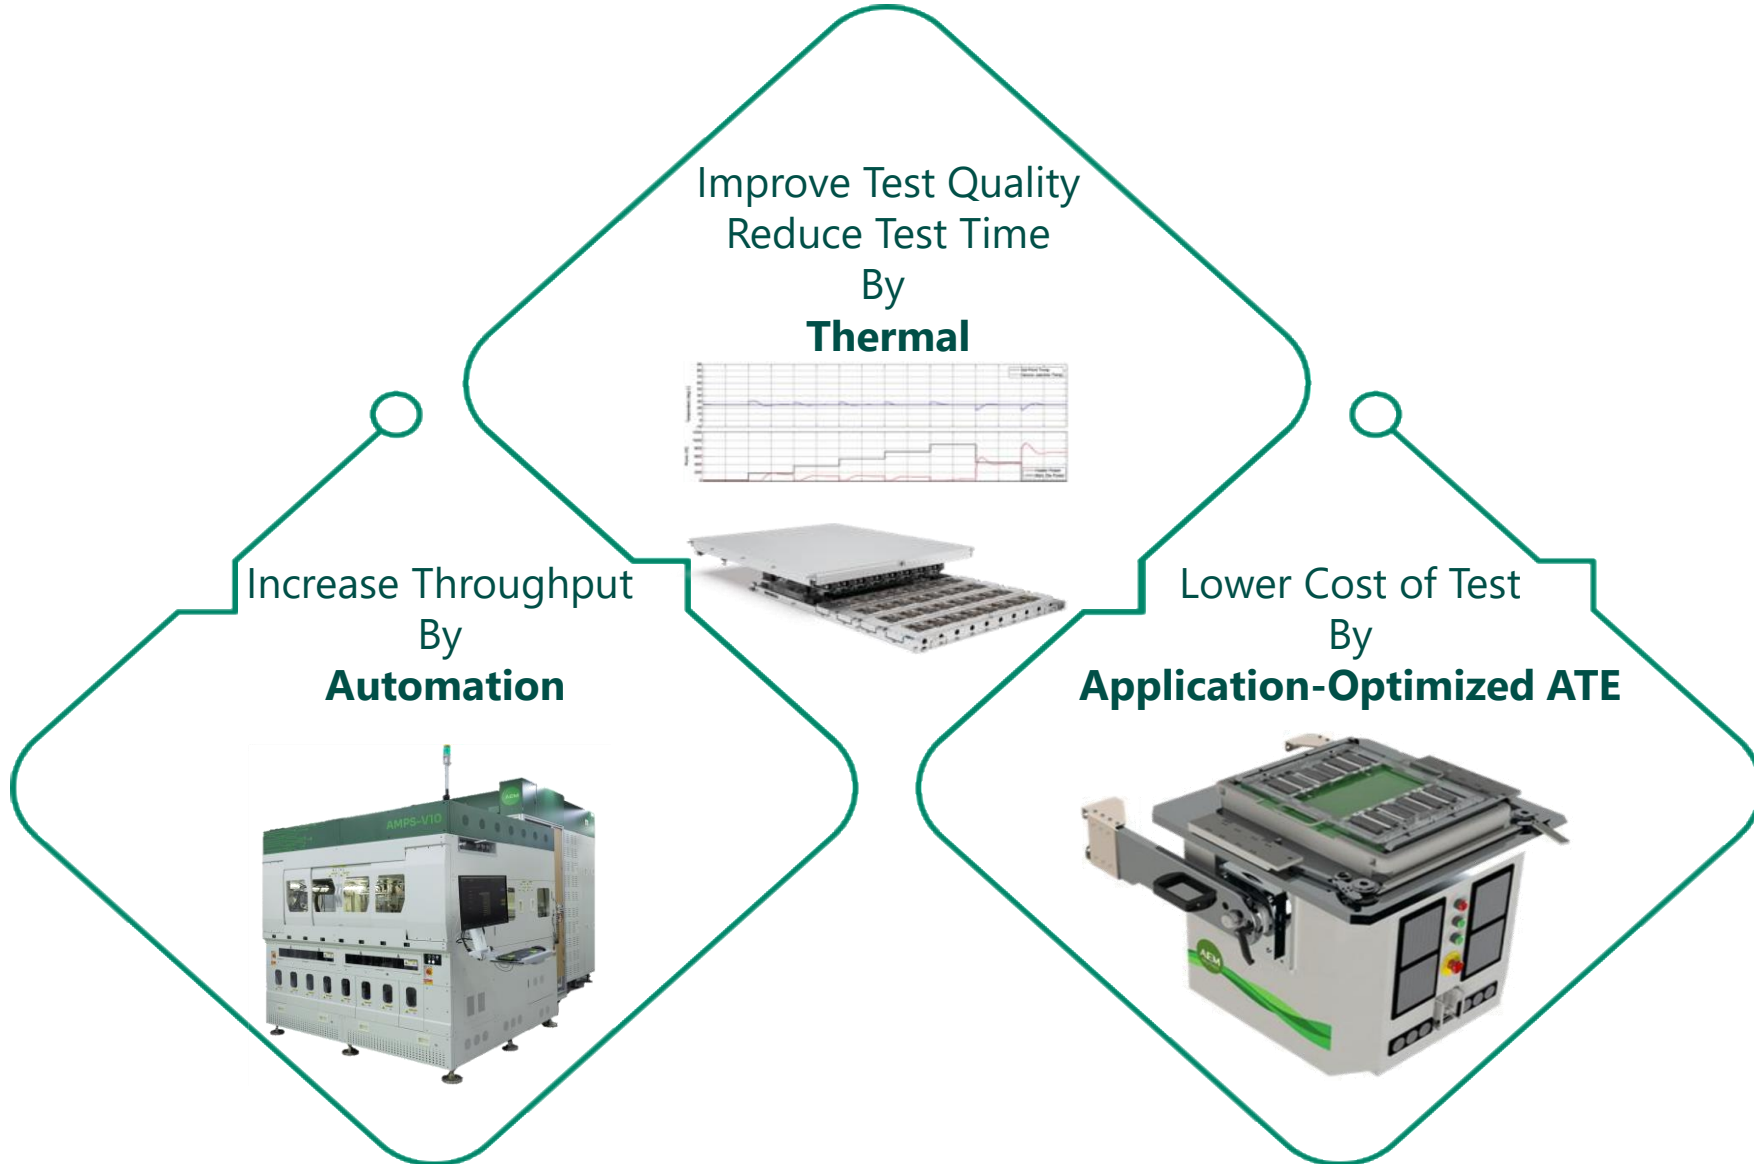 Improve Test Quality
Reduce Test Time
By
Thermal
Increase Throughput
By
Automation
AEM
AMPS-V10
Lower Cost of Test
By
Application-Optimized ATE
AEM